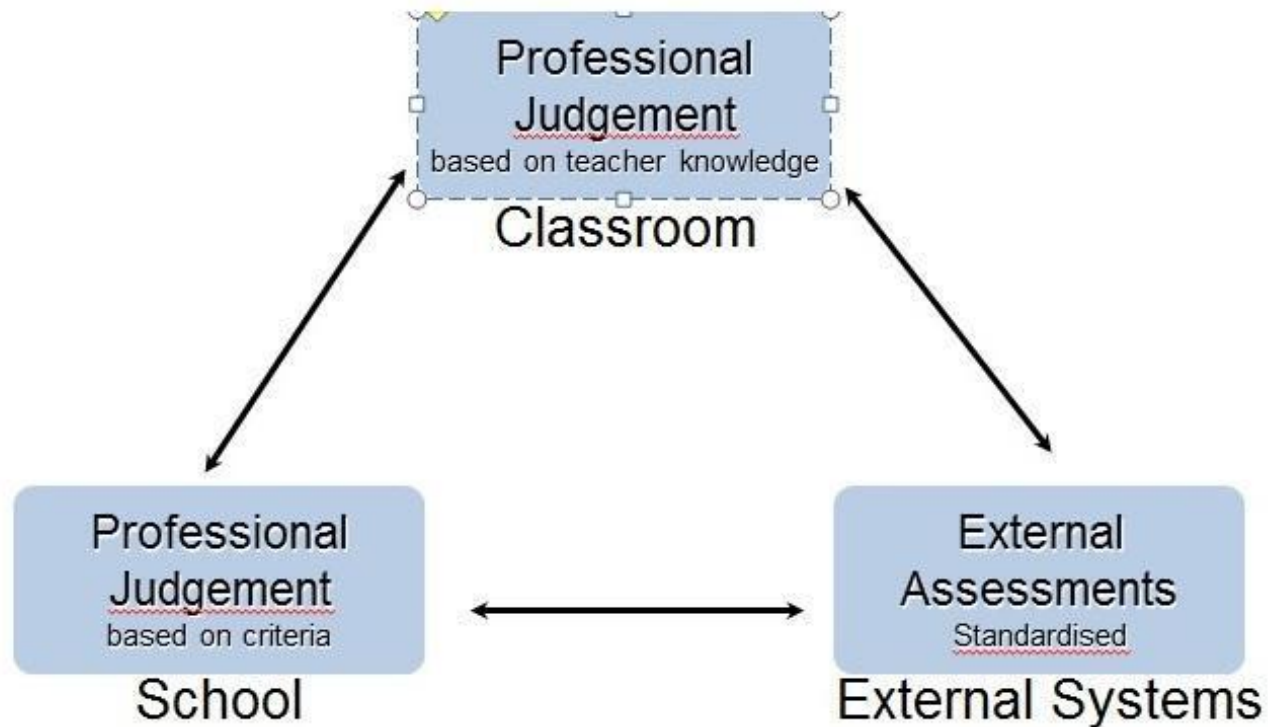 Professional
Judgement
based on teacher knowledge
Classroom
Professional
Judgement
based on criteria
School
External
Assessments
Standardised
External Systems